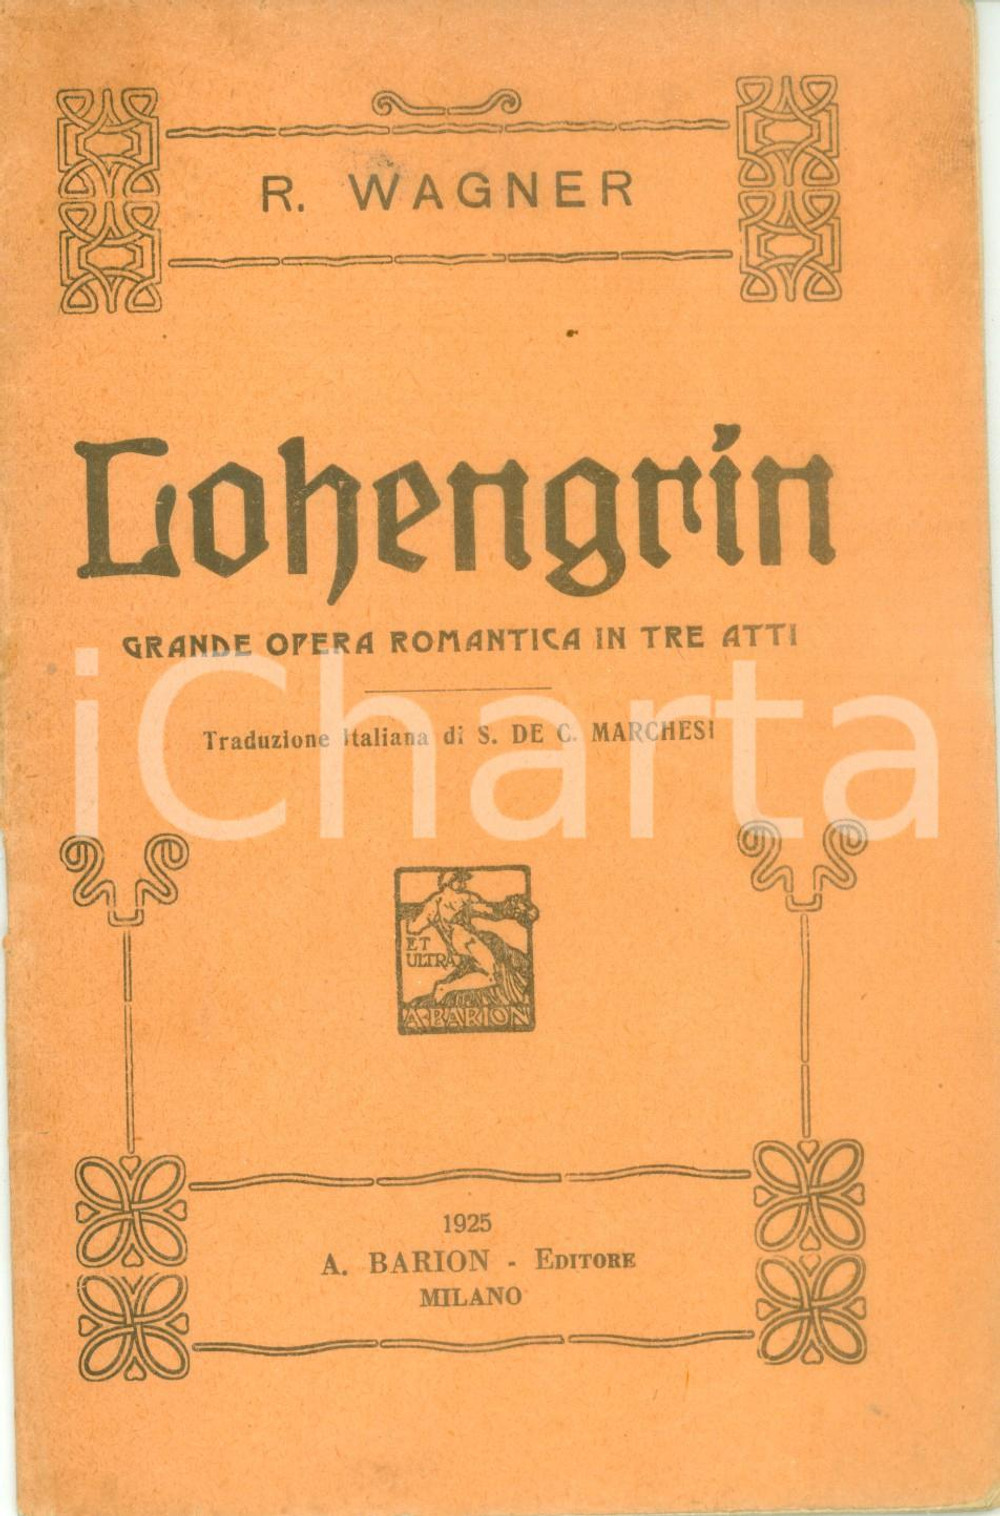 R. WAGNER
Lohengrin
GRANDE OPERA ROMANTICA IN TRE ATTI
iCharta
Traduzione Italiana di S. DE C. MARCHESI
ET
ULTRA
A·BARION
1925
A. BARION - EDITORE
MILANO